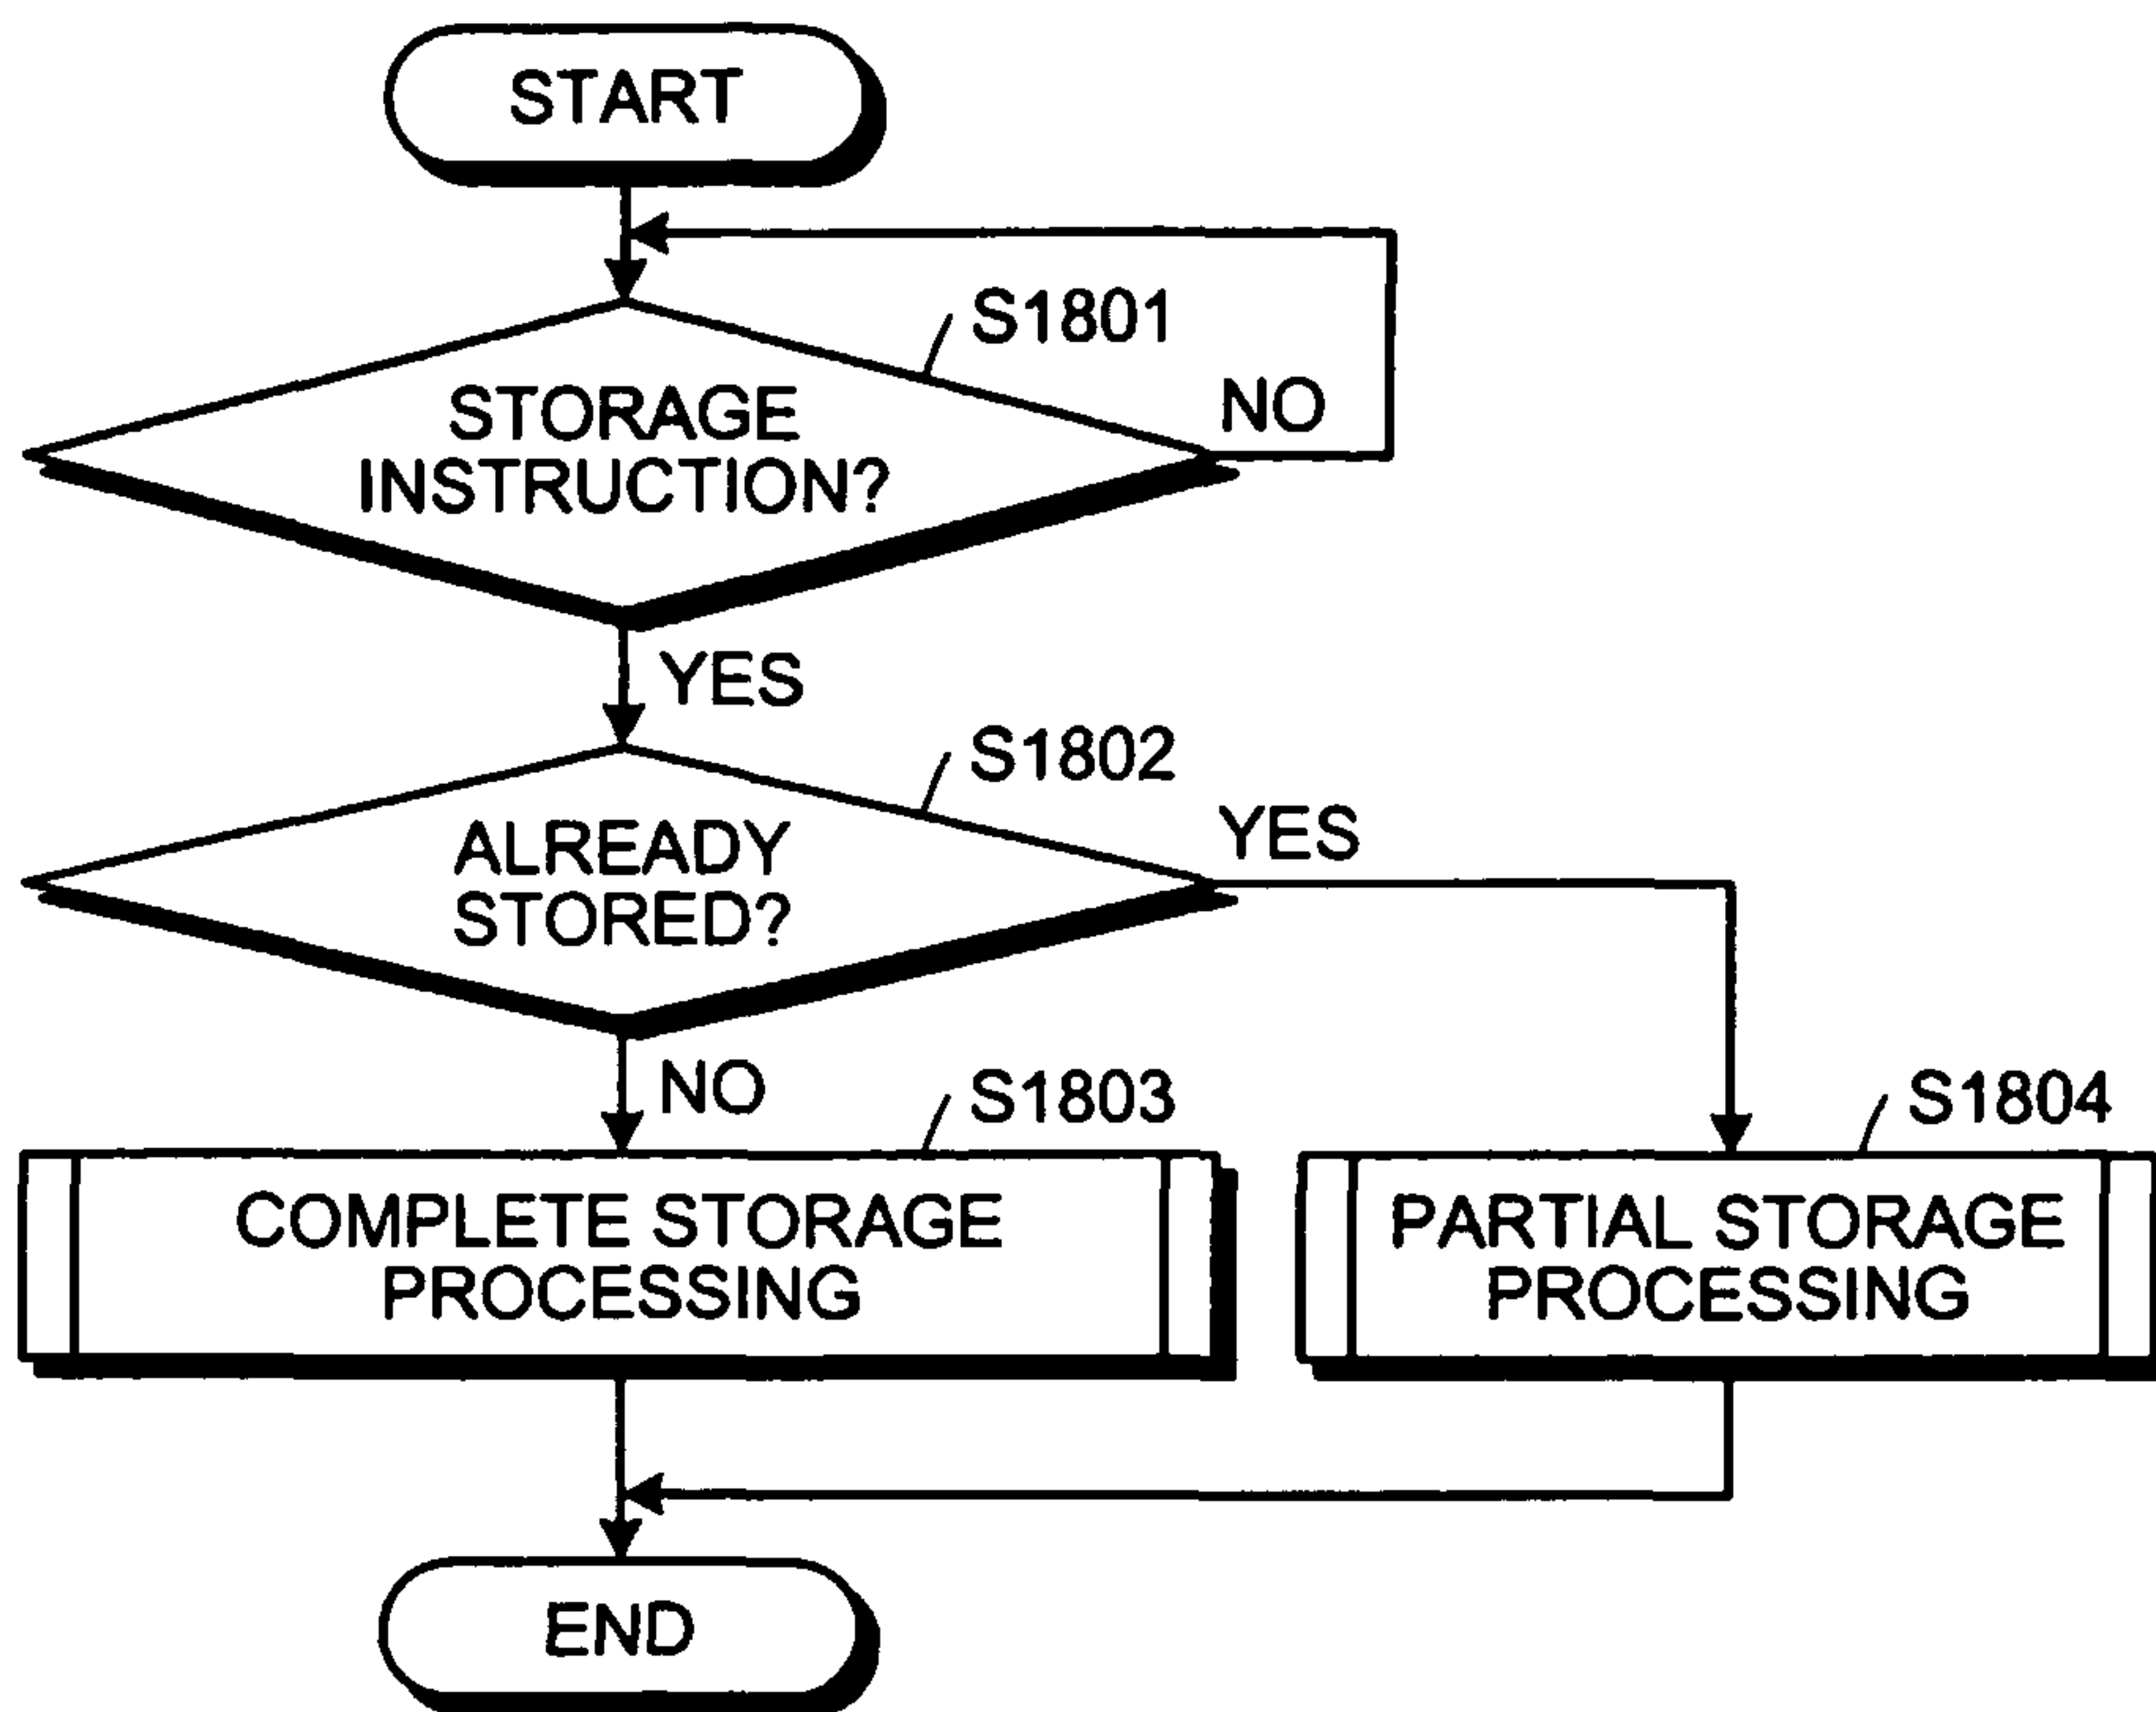 START
S1801
STORAGE
INSTRUCTION?
NO
YES
S1802
ALREADY
STORED?
YES
NO
S1803
S1804
COMPLETE STORAGE
PROCESSING
PARTIAL STORAGE
PROCESSING
END